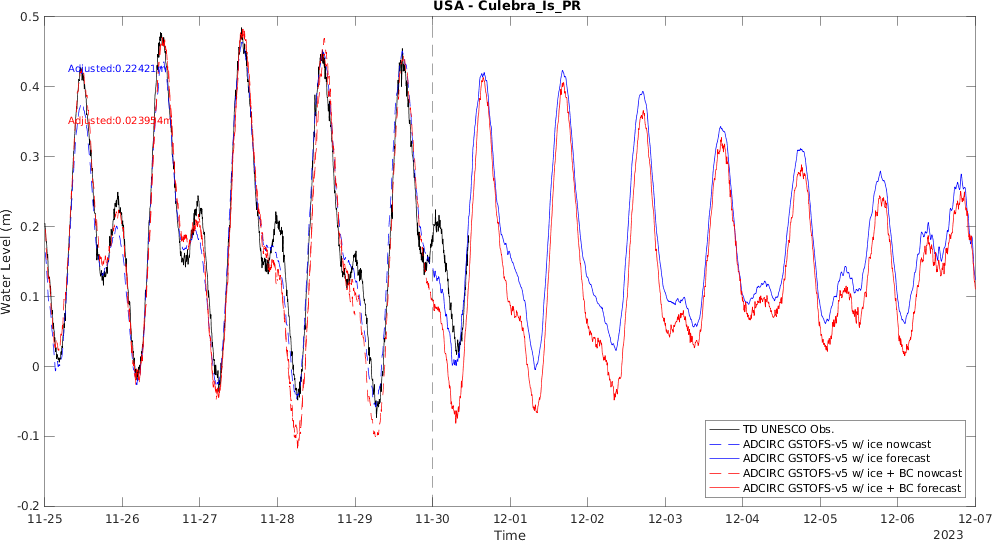 USA - Culebra_Is_PR
0.5
0.4
0.3
0.2
0.1
0
-0.1
-0.2
Water Level (m)
Adjusted:0.22421m
Adjusted:0.023954m
TD UNESCO Obs.
ADCIRC GSTOFS-v5 w/ ice nowcast
ADCIRC GSTOFS-v5 w/ ice forecast
ADCIRC GSTOFS-v5 w/ ice + BC nowcast
ADCIRC GSTOFS-v5 w/ ice + BC forecast
11-25 11-26 11-27 11-28 11-29 11-30 12-01 12-02 12-03 12-04 12-05 12-06 12-07
Time
2023